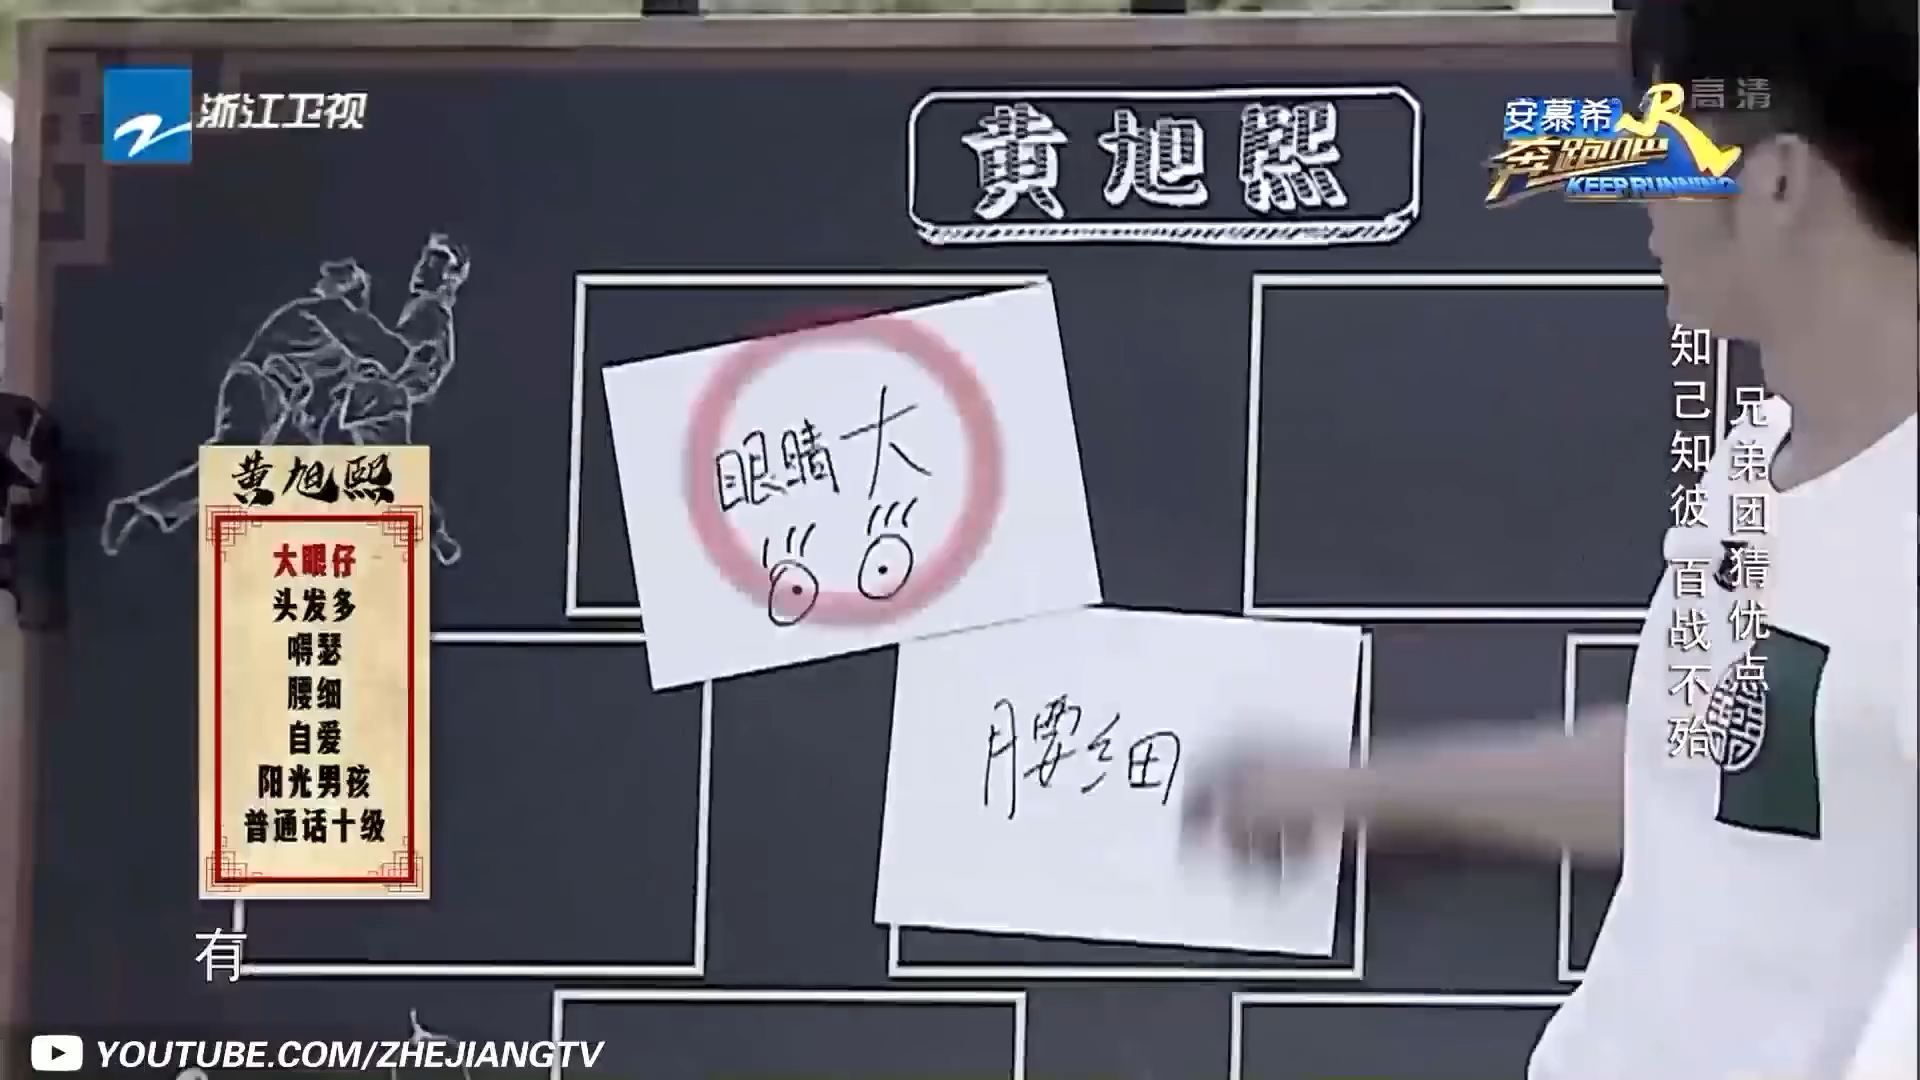 浙江卫视
黄旭熙
高清
安慕希
奔跑吧
KEEP RUNNING
眼睛大
腰细
黄旭熙
大眼仔
头发多
嘚瑟
腰细
自爱
阳光男孩
普通话十级
兄弟团猜优点
知己知彼 百战不殆
有
YOUTUBE.COM/ZHEJIANGTV